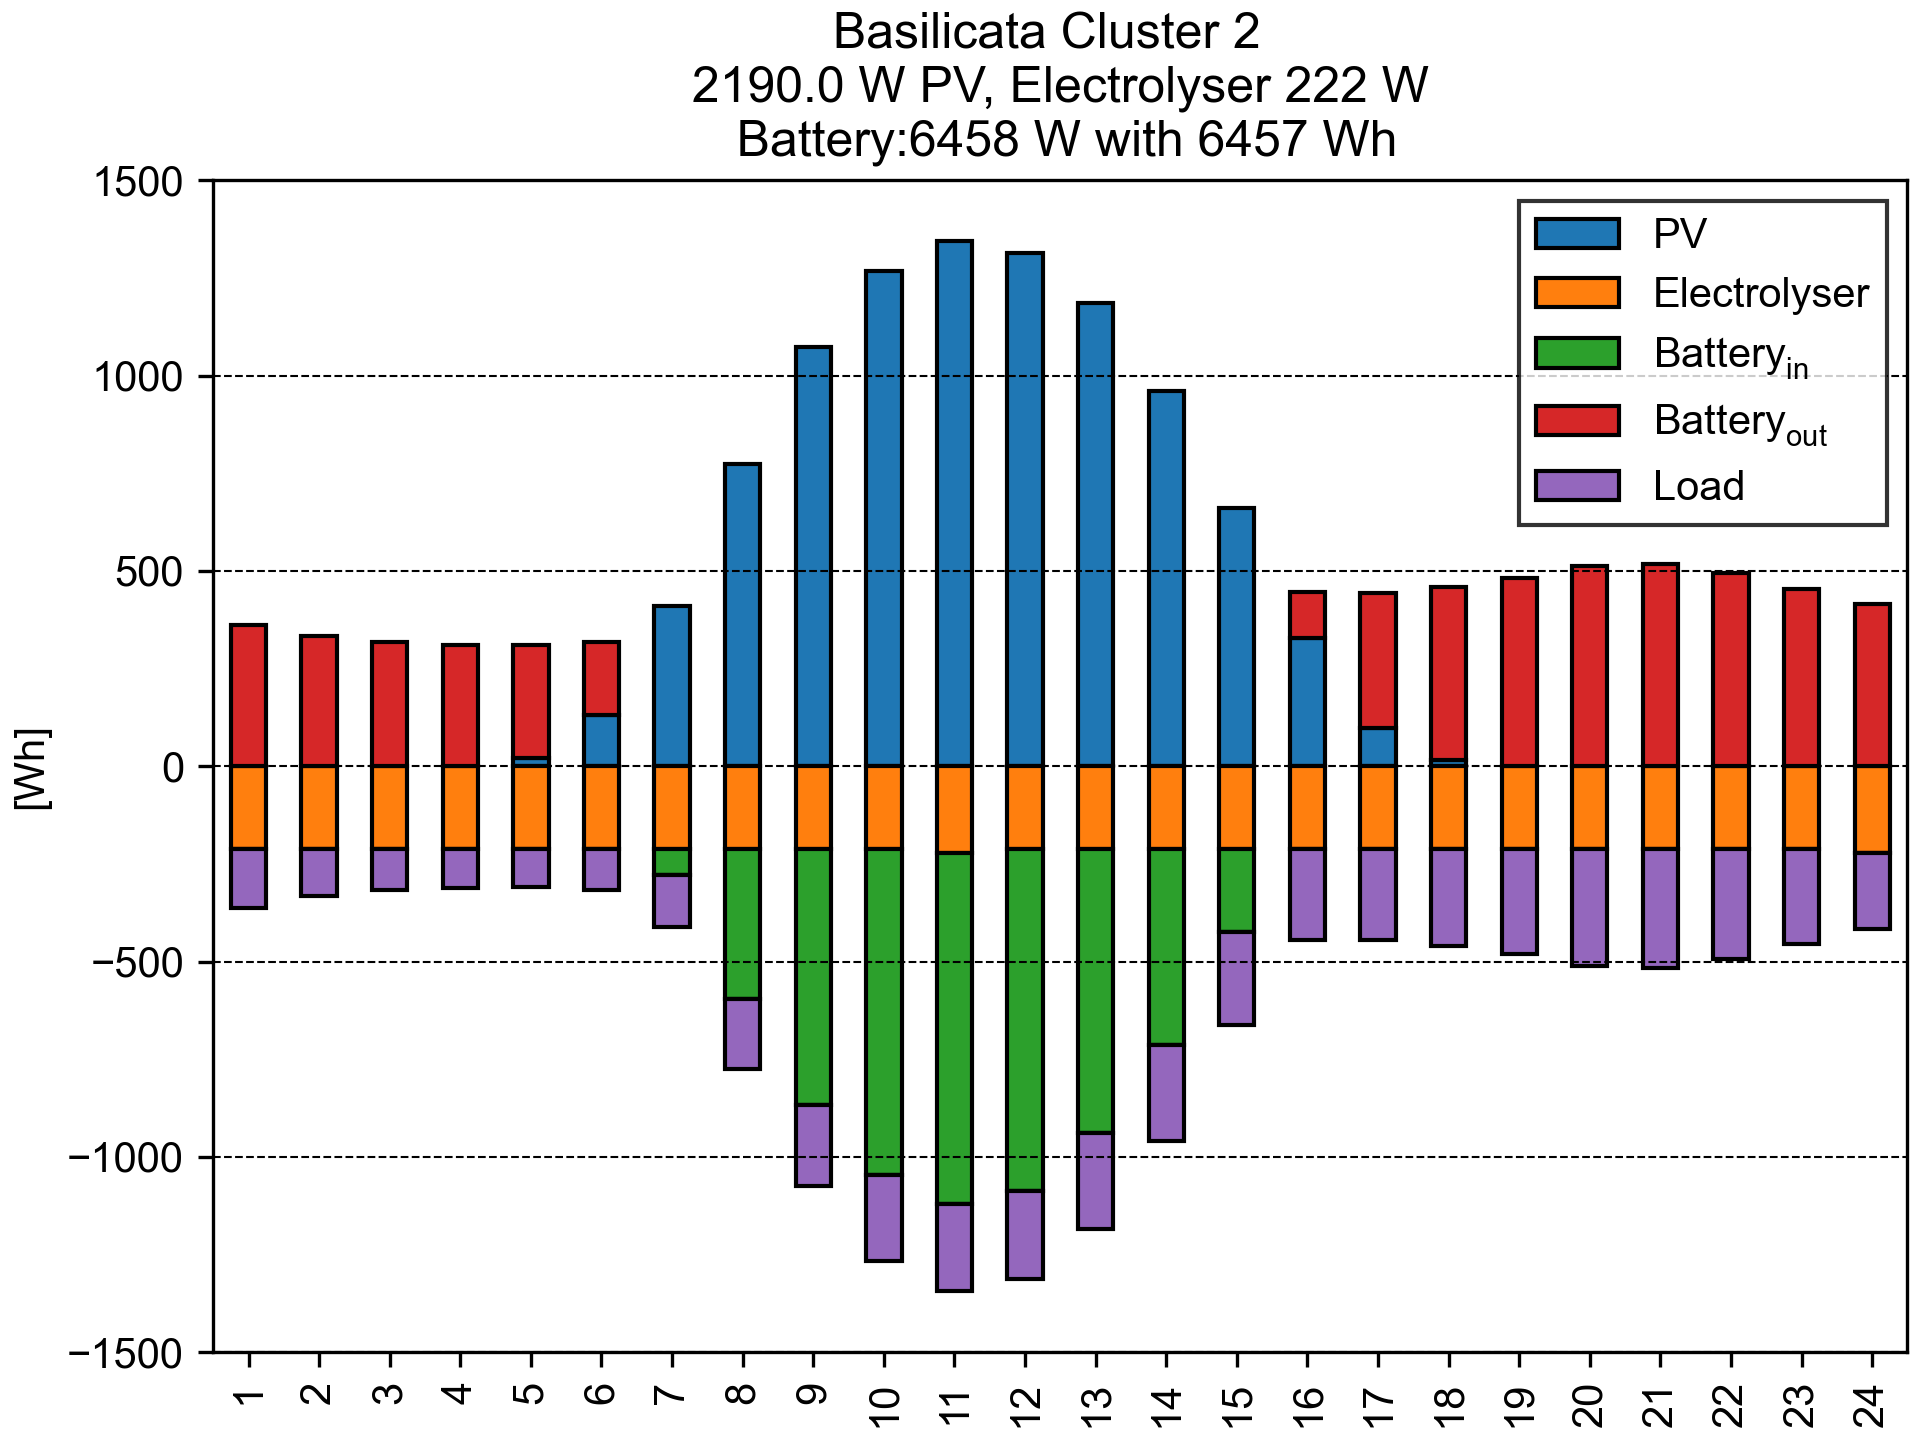 Basilicata Cluster 2
2190.0 W PV, Electrolyser 222 W
Battery:6458 W with 6457 Wh
1500
1000
500
0
−500
−1000
−1500
[Wh]
PV
Electrolyser
Battery_in
Battery_out
Load
1 2 3 4 5 6 7 8 9 10 11 12 13 14 15 16 17 18 19 20 21 22 23 24